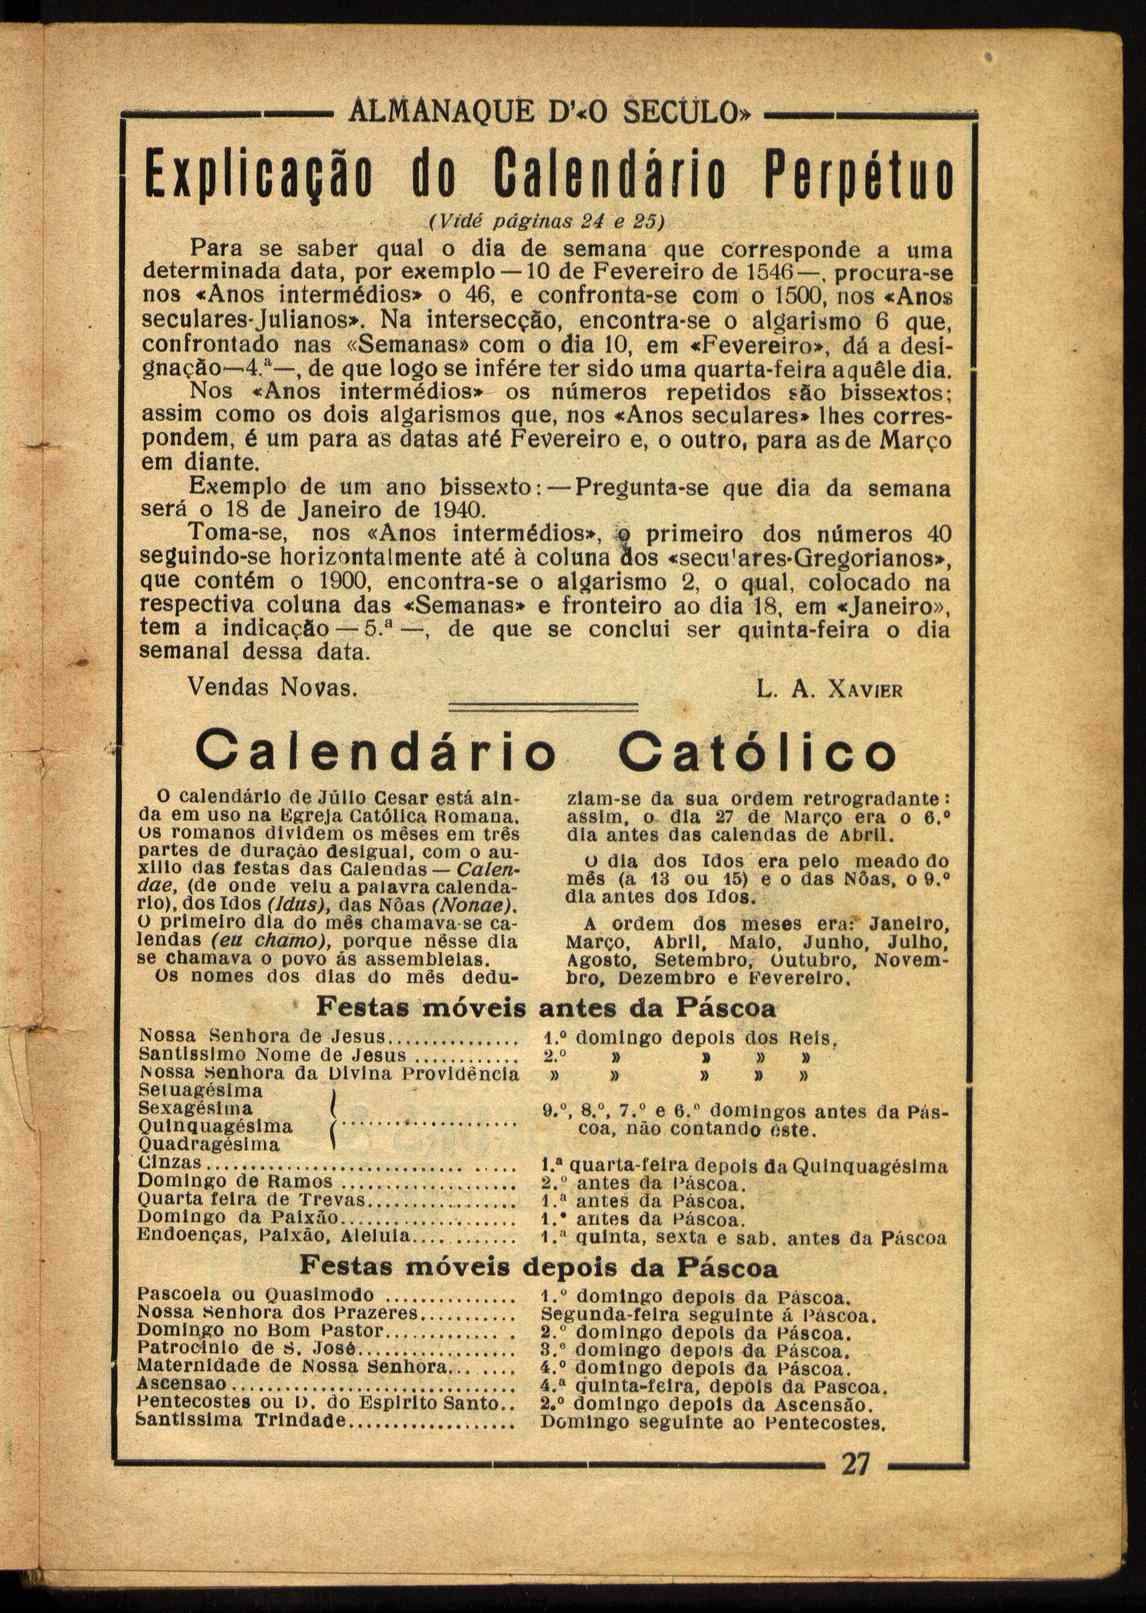 ALMANAQUE D'«O SECULO»
Explicação do Calendário Perpétuo
(Vidé páginas 24 e 25)
Para se saber qual o dia de semana que corresponde a uma
determinada data, por exemplo — 10 de Fevereiro de 1546 —, procura-se
nos «Anos intermédios» o 46, e confronta-se com o 1500, nos «Anos
seculares-Julianos». Na intersecção, encontra-se o algarismo 6 que,
confrontado nas «Semanas» com o dia 10, em «Fevereiro», dá a desi-
gnação—4.ª—, de que logo se infére ter sido uma quarta-feira aquêle dia.
Nos «Anos intermédios» os números repetidos são bissextos;
assim como os dois algarismos que, nos «Anos seculares» lhes corres-
pondem, é um para as datas até Fevereiro e, o outro, para as de Março
em diante.
Exemplo de um ano bissexto: — Pregunta-se que dia da semana
será o 18 de Janeiro de 1940.
Toma-se, nos «Anos intermédios», o primeiro dos números 40
seguindo-se horizontalmente até à coluna dos «secu'ares-Gregorianos»,
que contém o 1900, encontra-se o algarismo 2, o qual, colocado na
respectiva coluna das «Semanas» e fronteiro ao dia 18, em «Janeiro»,
tem a indicação — 5.ª —, de que se conclui ser quinta-feira o dia
semanal dessa data.
Vendas Novas. L. A. XAVIER
Calendário Católico
O calendário de Júlio Cesar está ain-
da em uso na Egreja Católica Romana.
Os romanos dividem os mêses em três
partes de duração desigual, com o au-
xílio das festas das Calendas — Calen-
dae, (de onde veiu a palavra calenda-
rio), dos Idos (Idus), das Nôas (Nonae).
O primeiro dia do mês chamava-se ca-
lendas (eu chamo), porque nêsse dia
se chamava o povo ás assembleias.
Os nomes dos dias do mês dedu-
ziam-se da sua ordem retrogradante:
assim, o dia 27 de Março era o 6.º
dia antes das calendas de Abril.
O dia dos Idos era pelo meado do
mês (a 13 ou 15) e o das Nôas, o 9.º
dia antes dos Idos.
A ordem dos meses era: Janeiro,
Março, Abril, Maio, Junho, Julho,
Agosto, Setembro, Outubro, Novem-
bro, Dezembro e Fevereiro.
Festas móveis antes da Páscoa
Nossa Senhora de Jesus............... 1.º domingo depois dos Reis.
Santissimo Nome de Jesus ............ 2.º » » » »
Nossa Senhora da Divina Providência » » » » »
Setuagésima
Sexagésima
Quinquagésima
Quadragésima
9.º, 8.º, 7.º e 6.º domingos antes da Pás-
coa, não contando êste.
Cinzas.............................. 1.ª quarta-feira depois da Quinquagésima
Domingo de Ramos .................... 2.º antes da Páscoa.
Quarta feira de Trevas................. 1.ª antes da Páscoa.
Domingo da Paixão.................... 1.º antes da Páscoa.
Endoenças, Paixão, Aleluia............ 1.ª quinta, sexta e sab. antes da Páscoa
Festas móveis depois da Páscoa
Pascoela ou Quasimodo ............... 1.º domingo depois da Páscoa.
Nossa Senhora dos Prazeres........... Segunda-feira seguinte á Páscoa.
Domingo no Bom Pastor............... 2.º domingo depois da Páscoa.
Patrocinio de S. José.................. 3.º domingo depois da Páscoa.
Maternidade de Nossa Senhora....... 4.º domingo depois da Páscoa.
Ascensao................................ 4.ª quinta-feira, depois da Pascoa.
Pentecostes ou D. do Espirito Santo.. 2.º domingo depois da Ascensão.
Santissima Trindade................... Domingo seguinte ao Pentecostes.
27